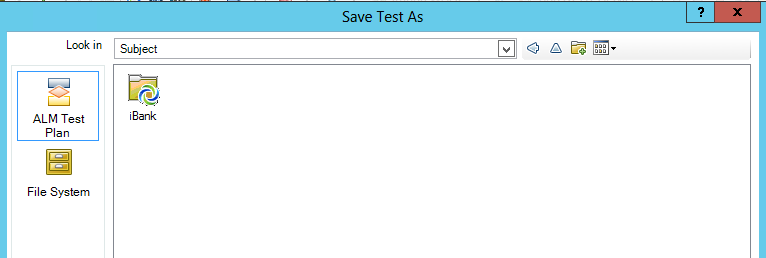 Save Test As
?
x
Look in
Subject
ALM Test
Plan
File System
iBank